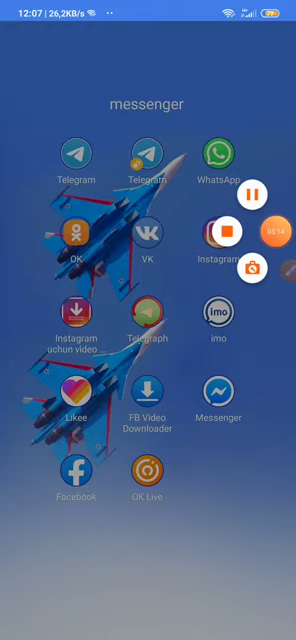 12:07 | 26,2KB/s
messenger
Telegram
Telegram
WhatsApp
OK
VK
Instagram
05:14
Instagram
uchun video ...
Telegraph
imo
imo
Likee
FB Video
Downloader
Messenger
Facebook
OK Live